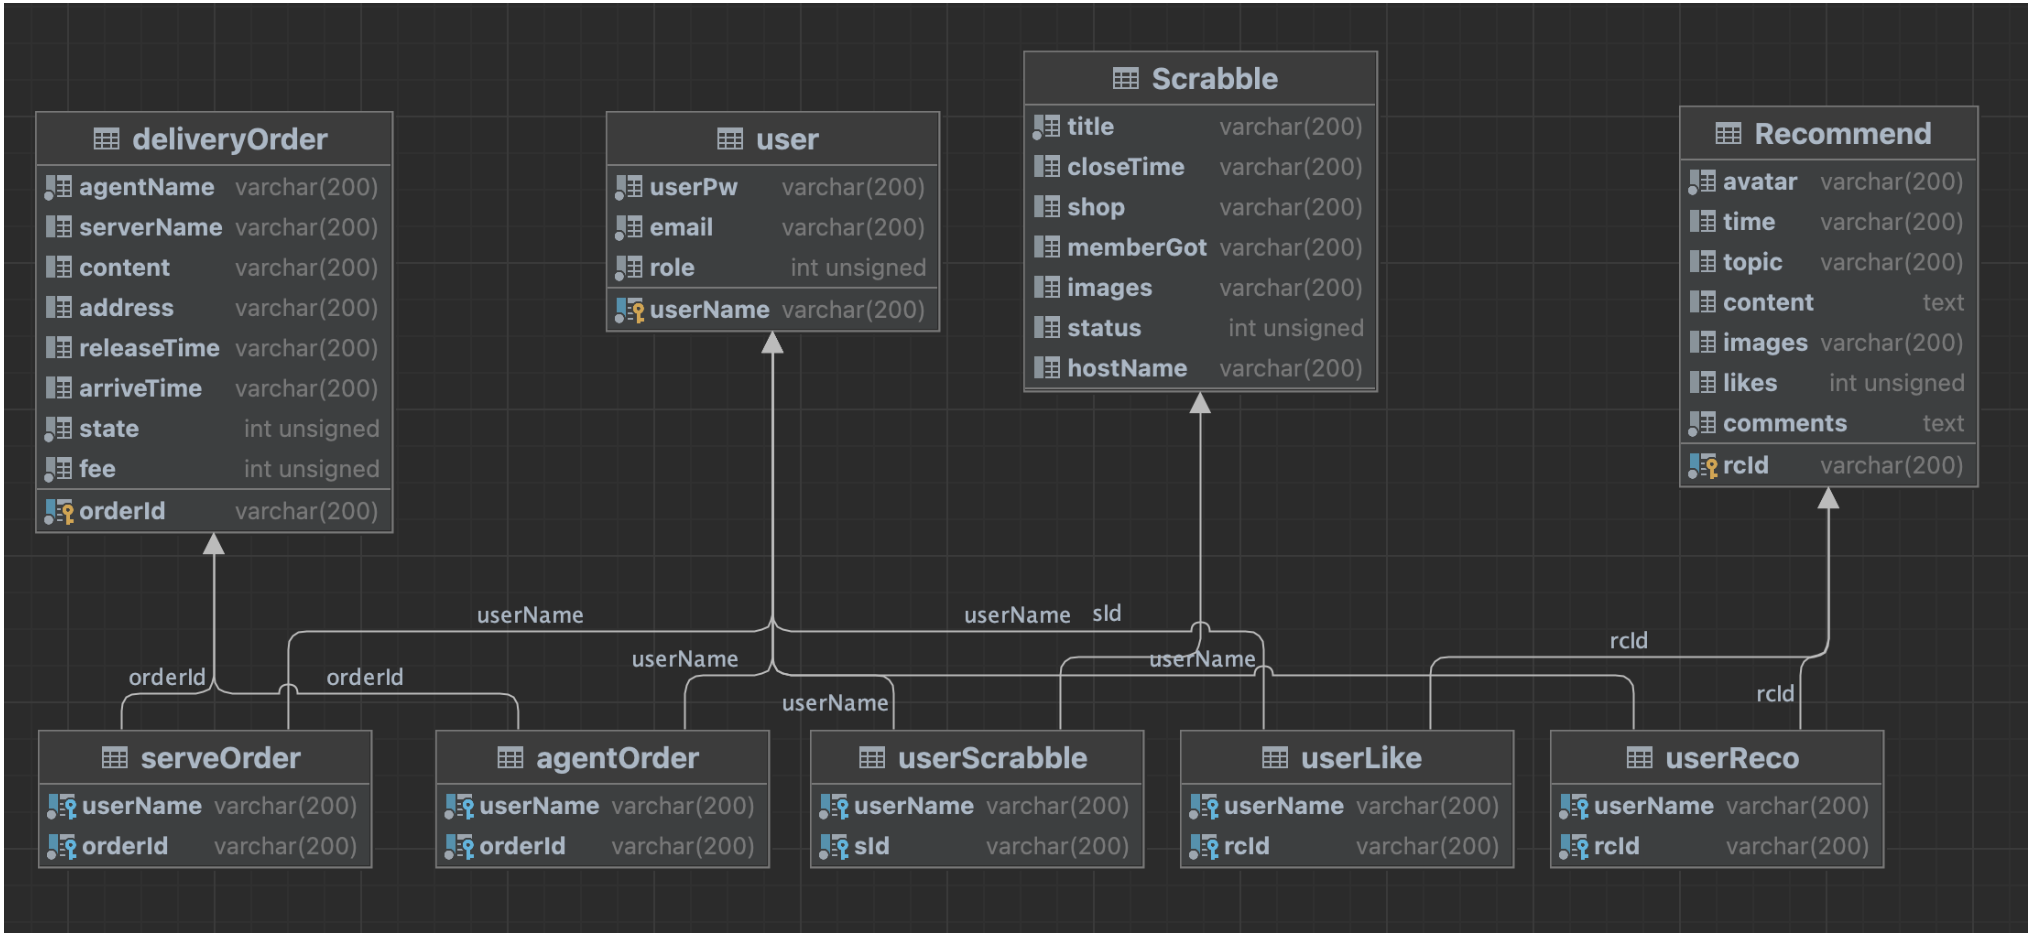 deliveryOrder
agentName varchar(200)
serverName varchar(200)
content varchar(200)
address varchar(200)
releaseTime varchar(200)
arriveTime varchar(200)
state int unsigned
fee int unsigned
orderId varchar(200)
user
userPw varchar(200)
email varchar(200)
role int unsigned
userName varchar(200)
Scrabble
title varchar(200)
closeTime varchar(200)
shop varchar(200)
memberGot varchar(200)
images varchar(200)
status int unsigned
hostName varchar(200)
Recommend
avatar varchar(200)
time varchar(200)
topic varchar(200)
content text
images varchar(200)
likes int unsigned
comments text
rcId varchar(200)
userName
userName
sId
userName
userName
rcId
orderId
orderId
userName
rcId
serveOrder
userName varchar(200)
orderId varchar(200)
agentOrder
userName varchar(200)
orderId varchar(200)
userScrabble
userName varchar(200)
sId varchar(200)
userLike
userName varchar(200)
rcId varchar(200)
userReco
userName varchar(200)
rcId varchar(200)